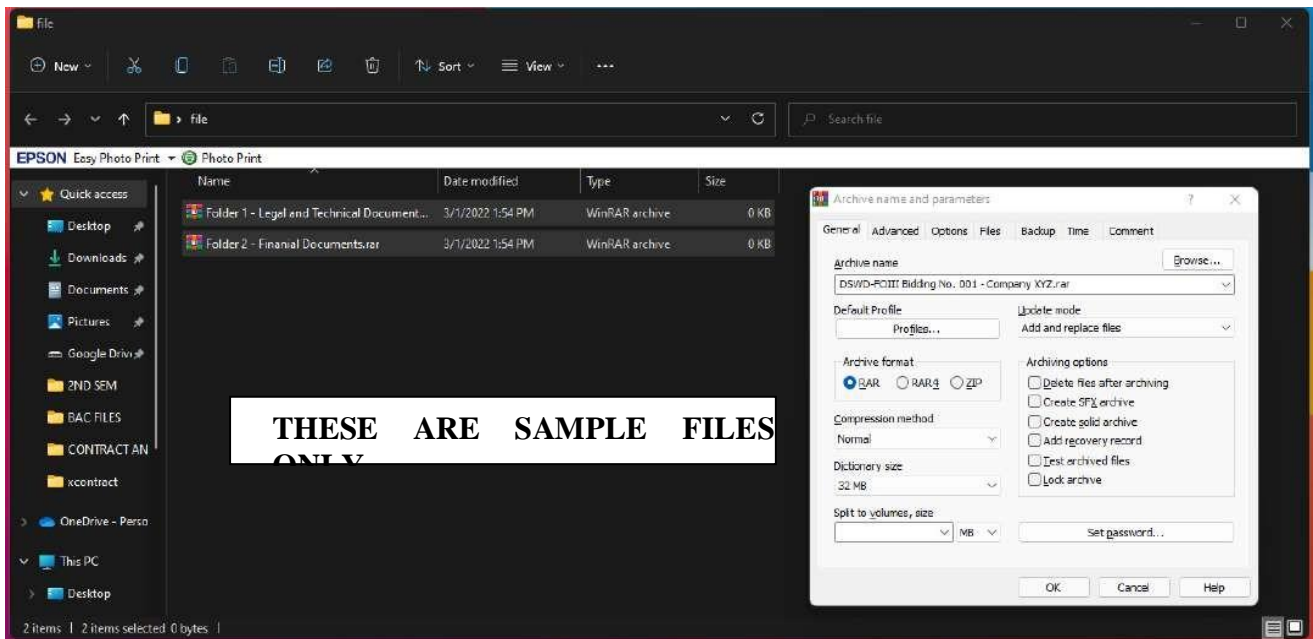 file
New Sort View ...
file Search file
EPSON Easy Photo Print Photo Print
Name Date modified Type Size
Quick access
Folder 1 - Legal and Technical Document... 3/1/2022 1:54 PM WinRAR archive 0 KB
Folder 2 - Finanial Documents.rar 3/1/2022 1:54 PM WinRAR archive 0 KB
Desktop
Downloads
Documents
Pictures
Google Driv
2ND SEM
BAC FILES
CONTRACT AN
xcontract
OneDrive - Perso
This PC
Desktop
2 items 2 items selected 0 bytes
THESE ARE SAMPLE FILES
ONLY
Archive name and parameters ?
General Advanced Options Files Backup Time Comment
Archive name Browse...
DSWD-FOIII Bidding No. 001 - Company XYZ.rar
Default Profile Update mode
Profiles... Add and replace files
Archive format Archiving options
RAR RAR4 ZIP Delete files after archiving
Create SFX archive
Compression method Create solid archive
Normal Add recovery record
Dictionary size Test archived files
32 MB Lock archive
Split to volumes, size
MB Set password...
OK Cancel Help